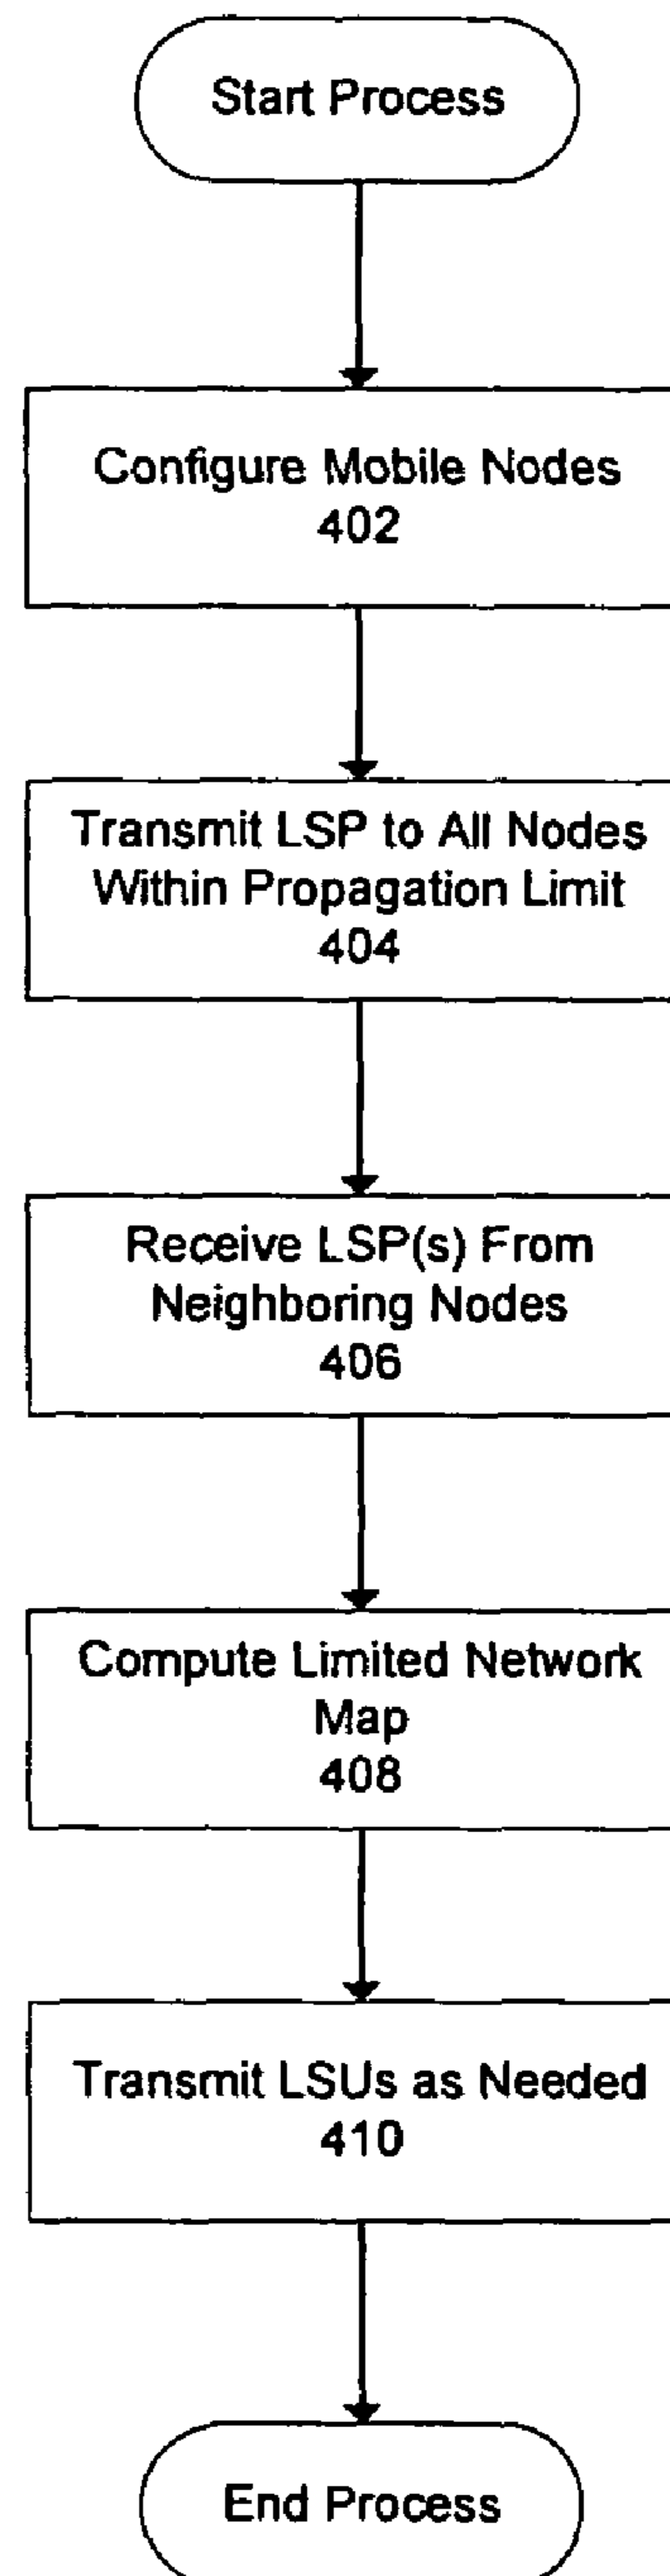 Start Process
Configure Mobile Nodes
402
Transmit LSP to All Nodes
Within Propagation Limit
404
Receive LSP(s) From
Neighboring Nodes
406
Compute Limited Network
Map
408
Transmit LSUs as Needed
410
End Process